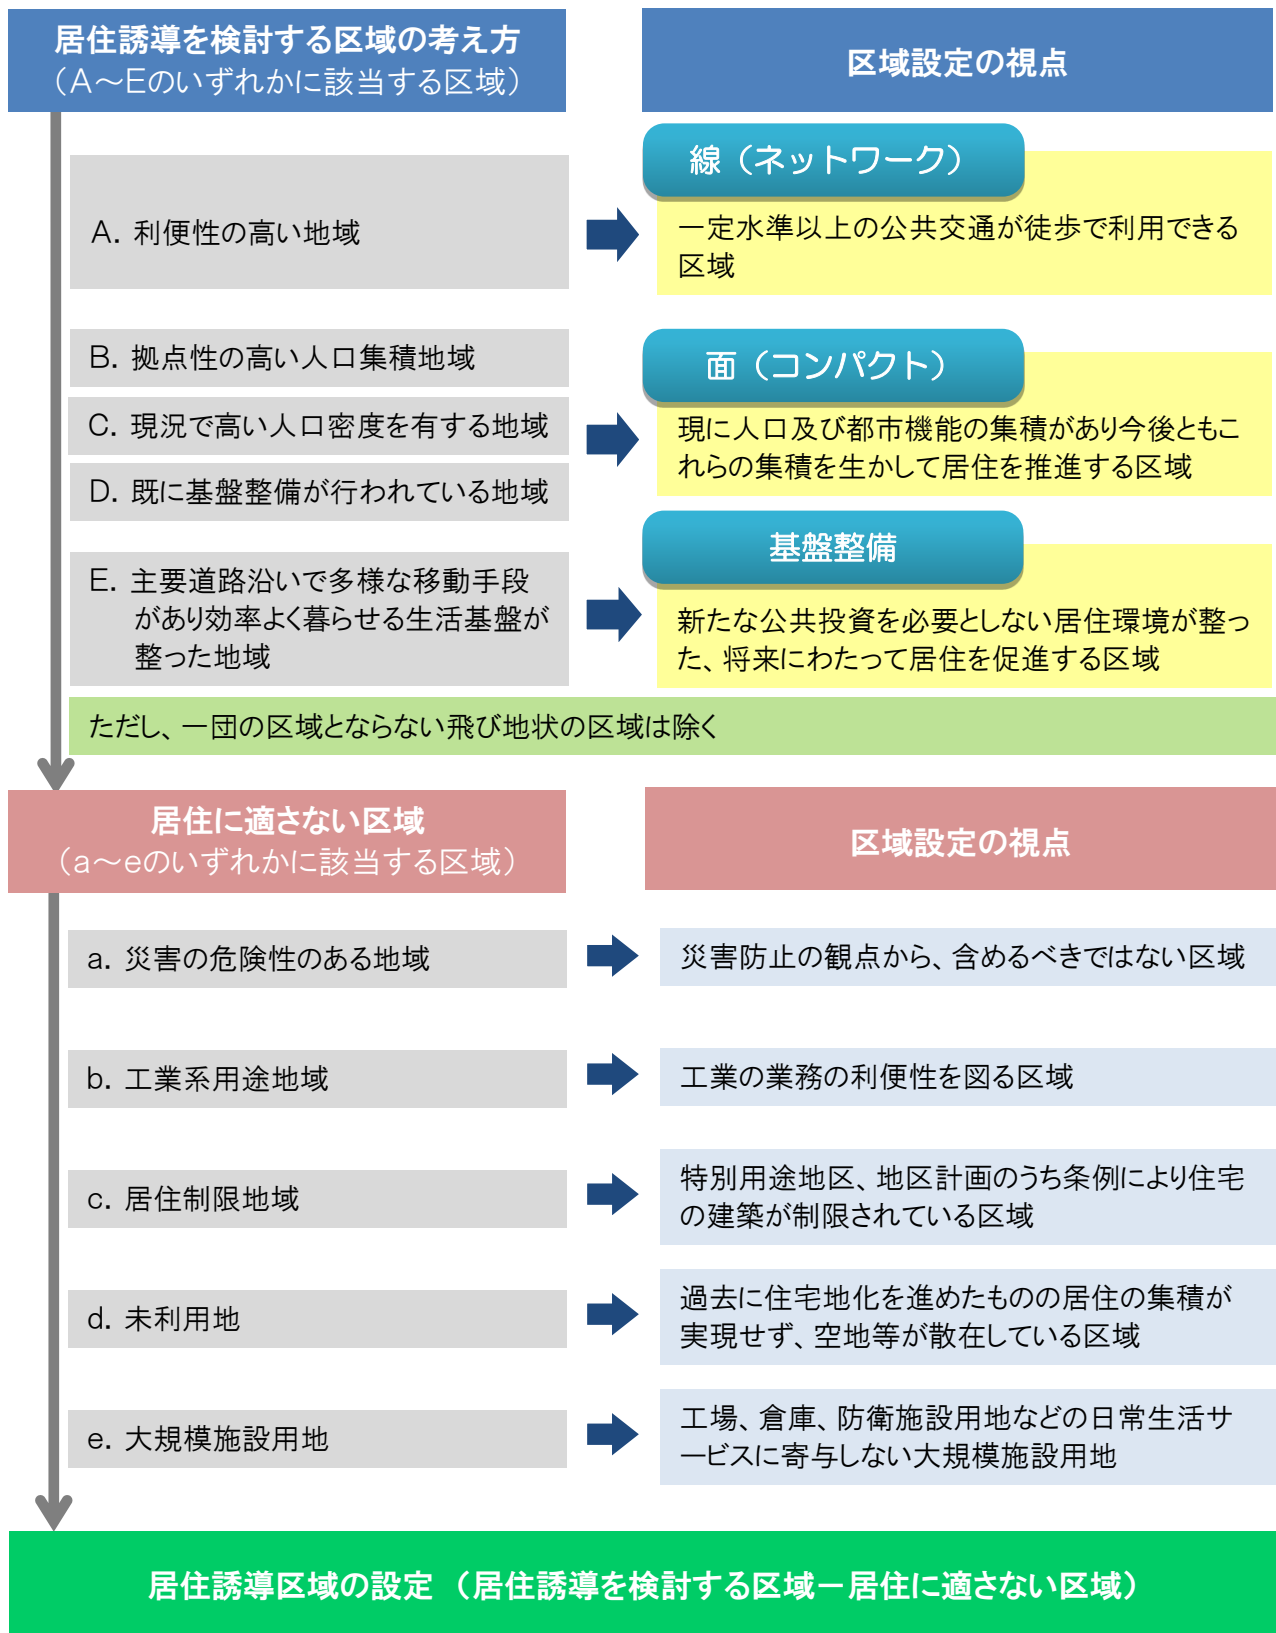 居住誘導を検討する区域の考え方
（A～Eのいずれかに該当する区域）
区域設定の視点
A. 利便性の高い地域
線（ネットワーク）
一定水準以上の公共交通が徒歩で利用できる
区域
B. 拠点性の高い人口集積地域
C. 現況で高い人口密度を有する地域
D. 既に基盤整備が行われている地域
面（コンパクト）
現に人口及び都市機能の集積があり今後ともこ
れらの集積を生かして居住を推進する区域
E. 主要道路沿いで多様な移動手段
があり効率よく暮らせる生活基盤が
整った地域
基盤整備
新たな公共投資を必要としない居住環境が整っ
た、将来にわたって居住を促進する区域
ただし、一団の区域とならない飛び地状の区域は除く
居住に適さない区域
（a～eのいずれかに該当する区域）
区域設定の視点
a. 災害の危険性のある地域
災害防止の観点から、含めるべきではない区域
b. 工業系用途地域
工業の業務の利便性を図る区域
c. 居住制限地域
特別用途地区、地区計画のうち条例により住宅
の建築が制限されている区域
d. 未利用地
過去に住宅地化を進めたものの居住の集積が
実現せず、空地等が散在している区域
e. 大規模施設用地
工場、倉庫、防衛施設用地などの日常生活サ
ービスに寄与しない大規模施設用地
居住誘導区域の設定 （居住誘導を検討する区域－居住に適さない区域）